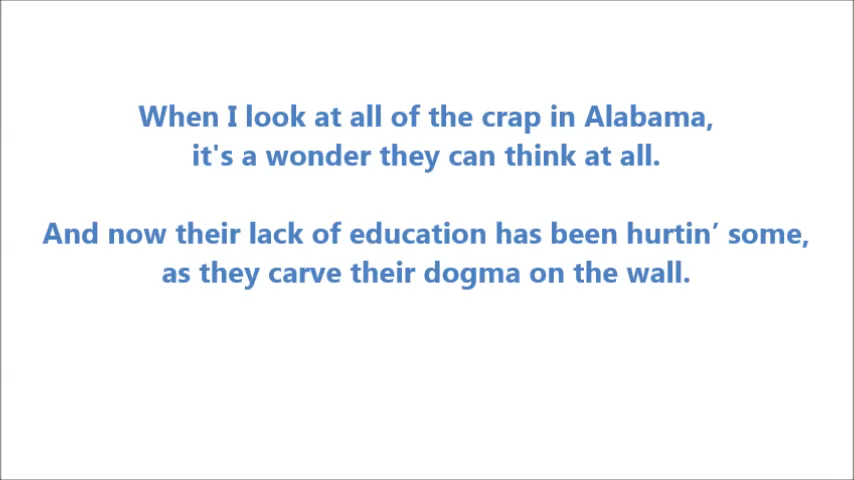 When I look at all of the crap in Alabama,
it's a wonder they can think at all.
And now their lack of education has been hurtin’ some,
as they carve their dogma on the wall.